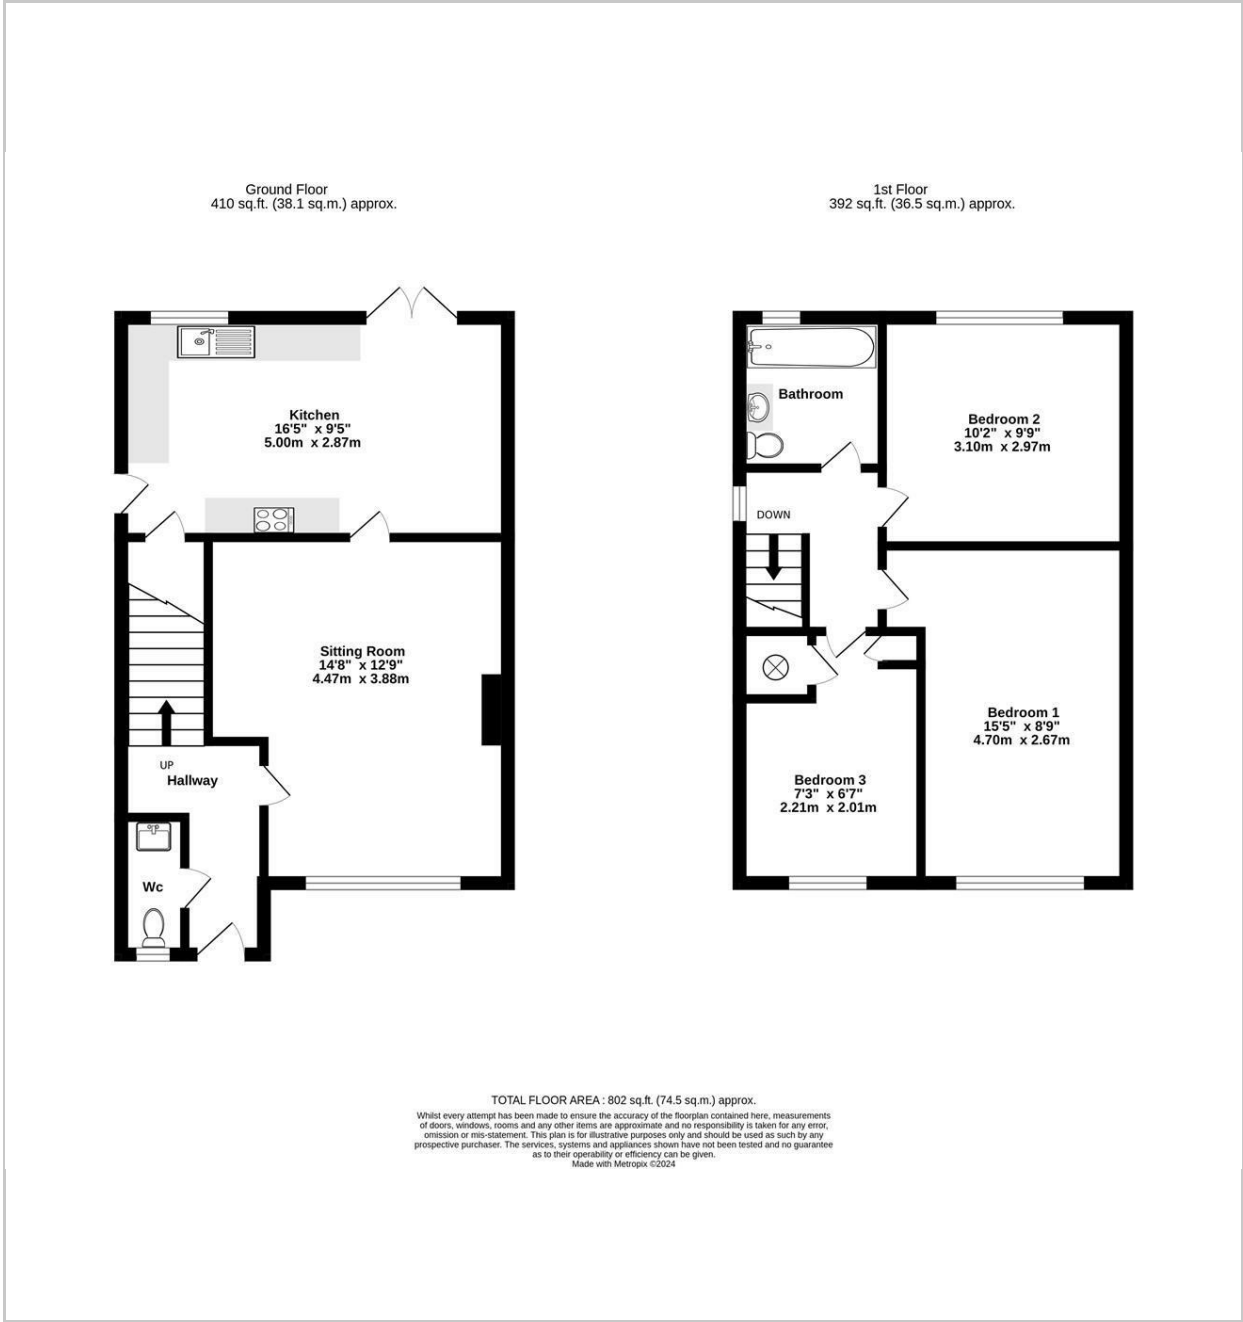 Ground Floor
410 sq.ft. (38.1 sq.m.) approx.
1st Floor
392 sq.ft. (36.5 sq.m.) approx.
Kitchen
16'5" x 9'5"
5.00m x 2.87m
Sitting Room
14'8" x 12'9"
4.47m x 3.88m
UP
Hallway
Wc
Bathroom
Bedroom 2
10'2" x 9'9"
3.10m x 2.97m
DOWN
Bedroom 1
15'5" x 8'9"
4.70m x 2.67m
Bedroom 3
7'3" x 6'7"
2.21m x 2.01m
TOTAL FLOOR AREA : 802 sq.ft. (74.5 sq.m.) approx.
Whilst every attempt has been made to ensure the accuracy of the floorplan contained here, measurements
of doors, windows, rooms and any other items are approximate and no responsibility is taken for any error,
omission or mis-statement. This plan is for illustrative purposes only and should be used as such by any
prospective purchaser. The services, systems and appliances shown have not been tested and no guarantee
as to their operability or efficiency can be given.
Made with Metropix ©2024